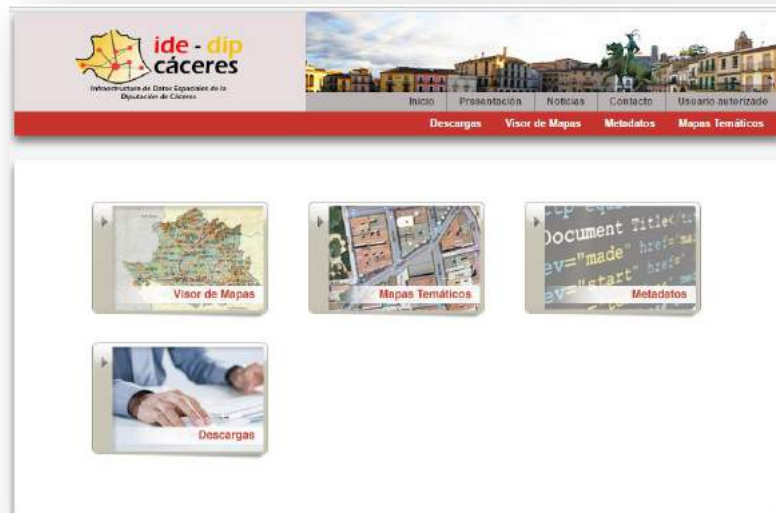 ide - dip
cáceres
Infraestructura de Datos Espaciales de la
Diputación de Cáceres
Inicio Presentación Noticias Contacto Usuario autorizado
Descargas Visor de Mapas Metadatos Mapas Temáticos
Visor de Mapas
Mapas Temáticos
Document Title</
ev="made" href=
ev="start" href=
Metadatos
Descargas